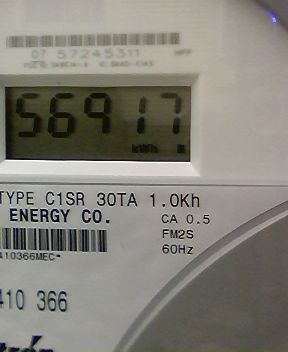 07 57245311
56917
kWh
TYPE C1SR 30TA 1.0Kh
ENERGY CO.
CA 0.5
FM2S
60Hz
410366MEC*
410 366